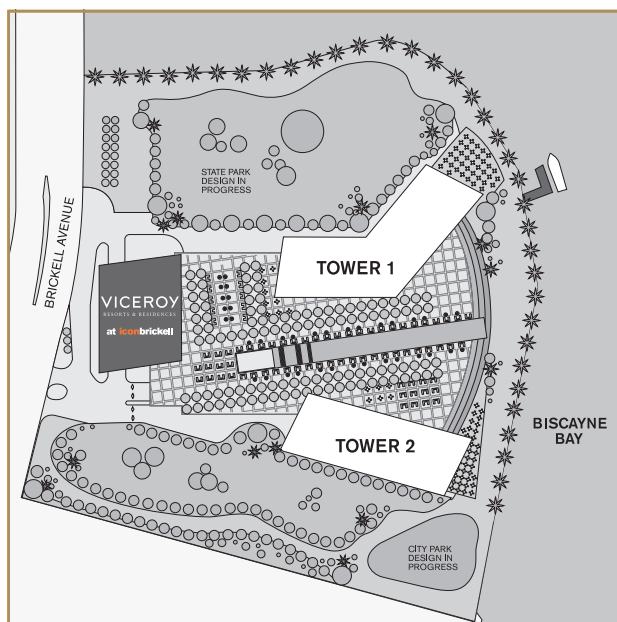 STATE PARK
DESIGN IN
PROGRESS
BRICKELL AVENUE
TOWER 1
VICEROY
RESORTS & RESIDENCES
at iconbrickell
TOWER 2
BISCAYNE
BAY
CITY PARK
DESIGN IN
PROGRESS